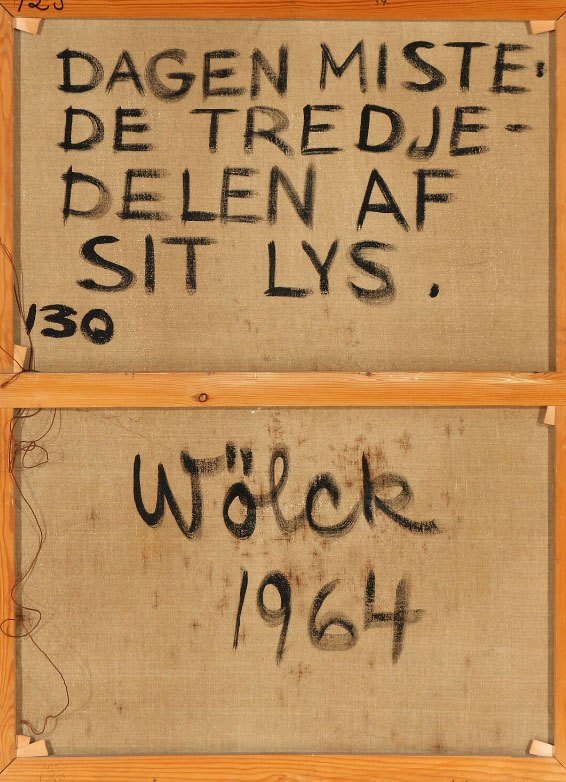 DAGEN MISTE-
DE TREDJE-
DELEN AF
SIT LYS.
130
Wölck
1964